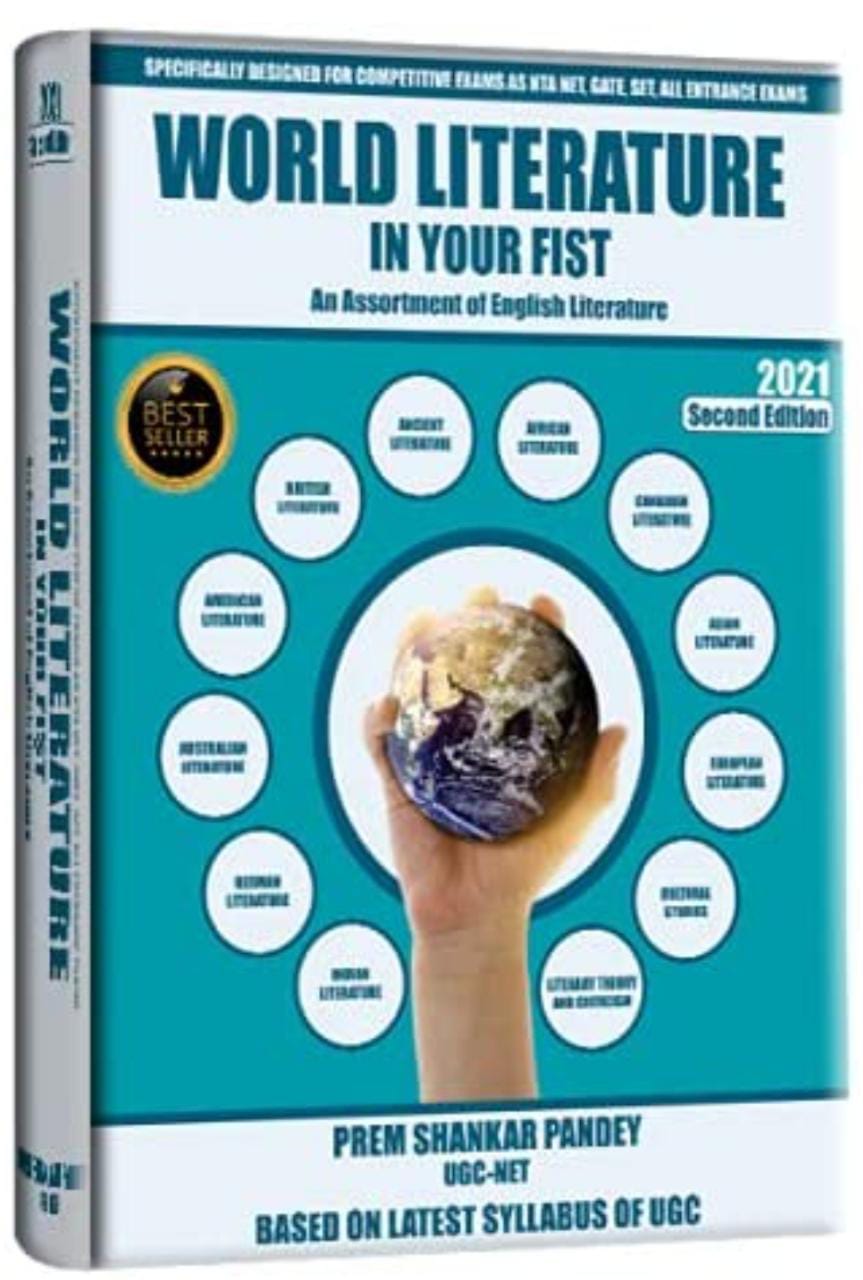 SPECIFICALLY DESIGNED FOR COMPETITIVE EXAMS AS NTA NET, GATE, SET, ALL ENTRANCE EXAMS
WORLD LITERATURE
IN YOUR FIST
An Assortment of English Literature
2021
Second Edition
BEST
SELLER
ANCIENT
LITERATURE
AFRICAN
LITERATURE
BRITISH
LITERATURE
CANADIAN
LITERATURE
AMERICAN
LITERATURE
ASIAN
LITERATURE
AUSTRALIAN
LITERATURE
EUROPEAN
LITERATURE
GERMAN
LITERATURE
CULTURAL
STUDIES
INDIAN
LITERATURE
LITERARY THEORY
AND CRITICISM
PREM SHANKAR PANDEY
UGC-NET
BASED ON LATEST SYLLABUS OF UGC
WORLD LITERATURE
IN YOUR FIST